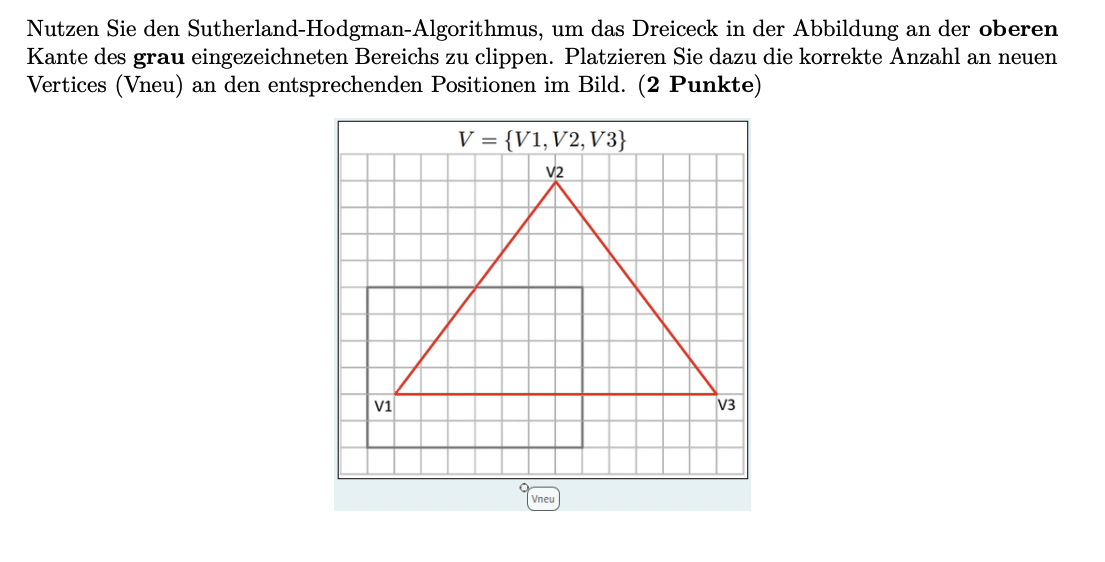 Nutzen Sie den Sutherland-Hodgman-Algorithmus, um das Dreiceck in der Abbildung an der oberen
Kante des grau eingezeichneten Bereichs zu clippen. Platzieren Sie dazu die korrekte Anzahl an neuen
Vertices (Vneu) an den entsprechenden Positionen im Bild. (2 Punkte)
V = {V1, V2, V3}
V2
V1
V3
Vneu